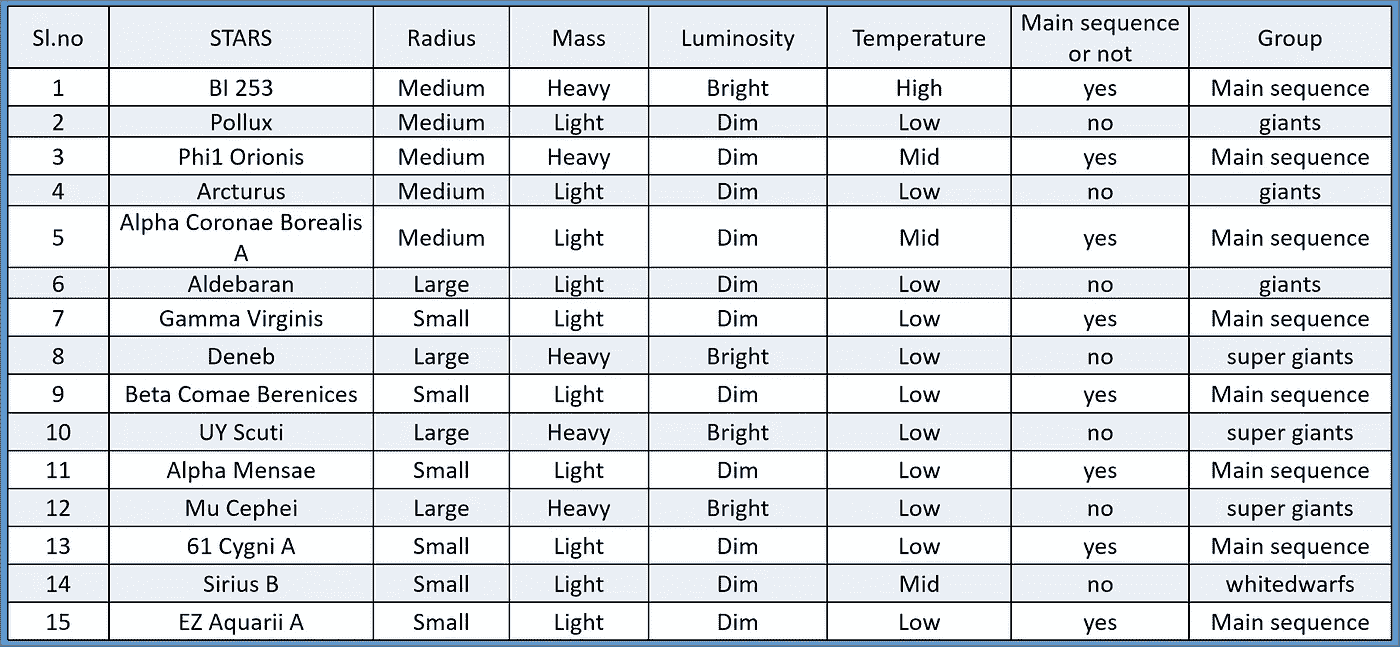 Sl.no STARS Radius Mass Luminosity Temperature Main sequence
or not Group
1 BI 253 Medium Heavy Bright High yes Main sequence
2 Pollux Medium Light Dim Low no giants
3 Phi1 Orionis Medium Heavy Dim Mid yes Main sequence
4 Arcturus Medium Light Dim Low no giants
5 Alpha Coronae Borealis
A Medium Light Dim Mid yes Main sequence
6 Aldebaran Large Light Dim Low no giants
7 Gamma Virginis Small Light Dim Low yes Main sequence
8 Deneb Large Heavy Bright Low no super giants
9 Beta Comae Berenices Small Light Dim Low yes Main sequence
10 UY Scuti Large Heavy Bright Low no super giants
11 Alpha Mensae Small Light Dim Low yes Main sequence
12 Mu Cephei Large Heavy Bright Low no super giants
13 61 Cygni A Small Light Dim Low yes Main sequence
14 Sirius B Small Light Dim Mid no whitedwarfs
15 EZ Aquarii A Small Light Dim Low yes Main sequence